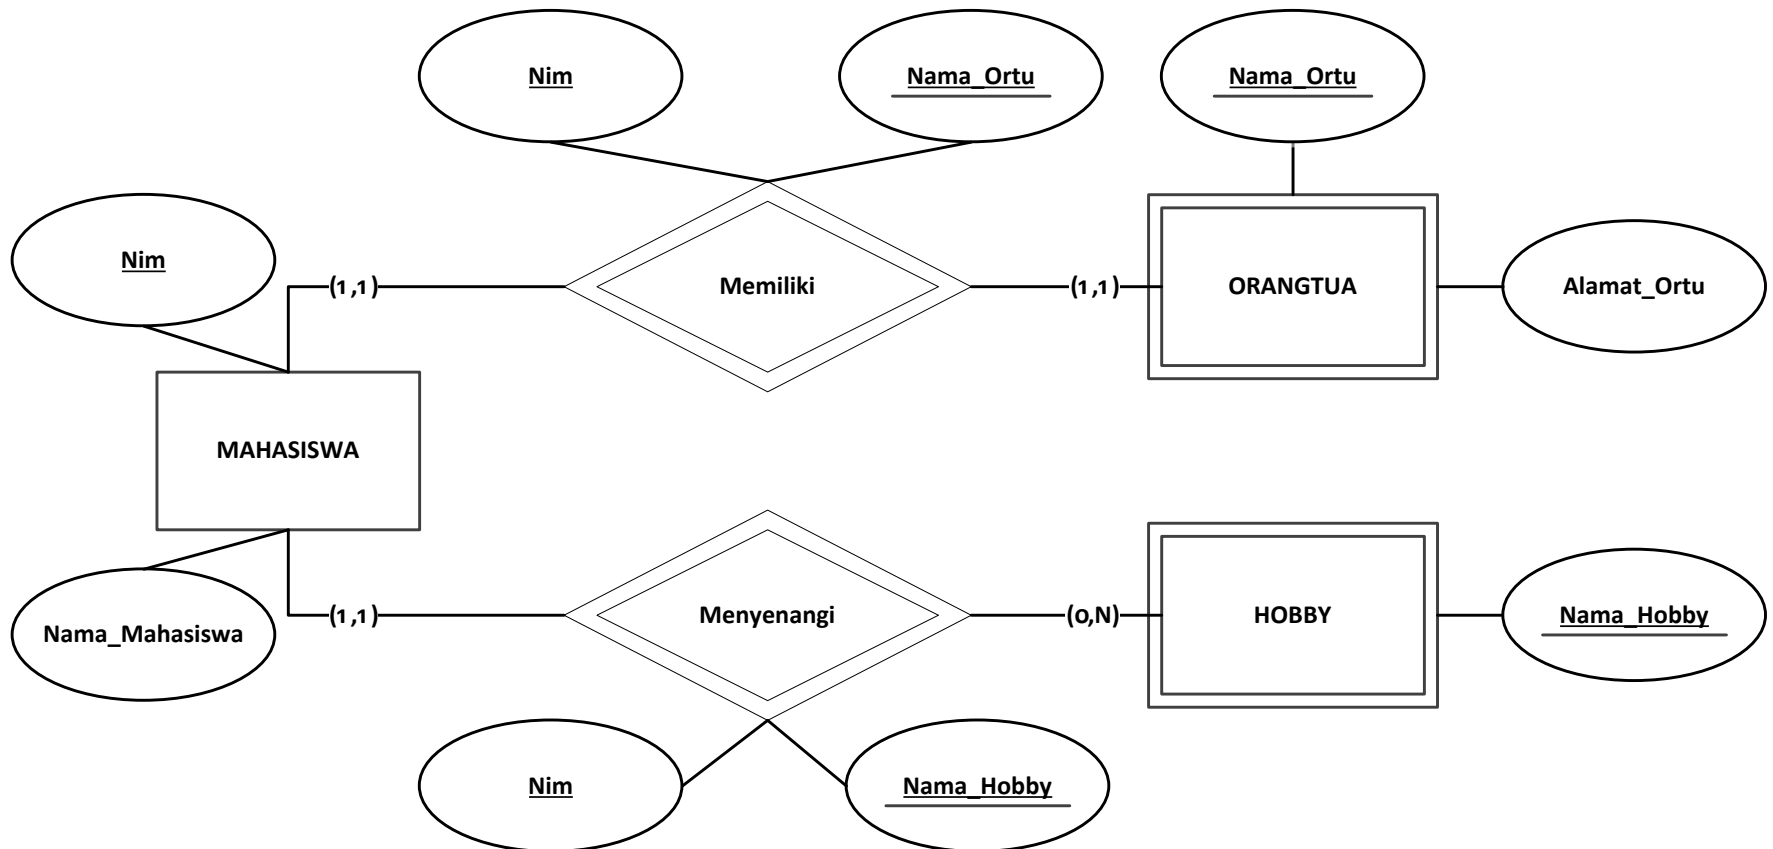 Nim
Nama_Ortu
Nama_Ortu
Nim
(1,1)
Memiliki
(1,1)
ORANGTUA
Alamat_Ortu
MAHASISWA
Nama_Mahasiswa
(1,1)
Menyenangi
(0,N)
HOBBY
Nama_Hobby
Nim
Nama_Hobby